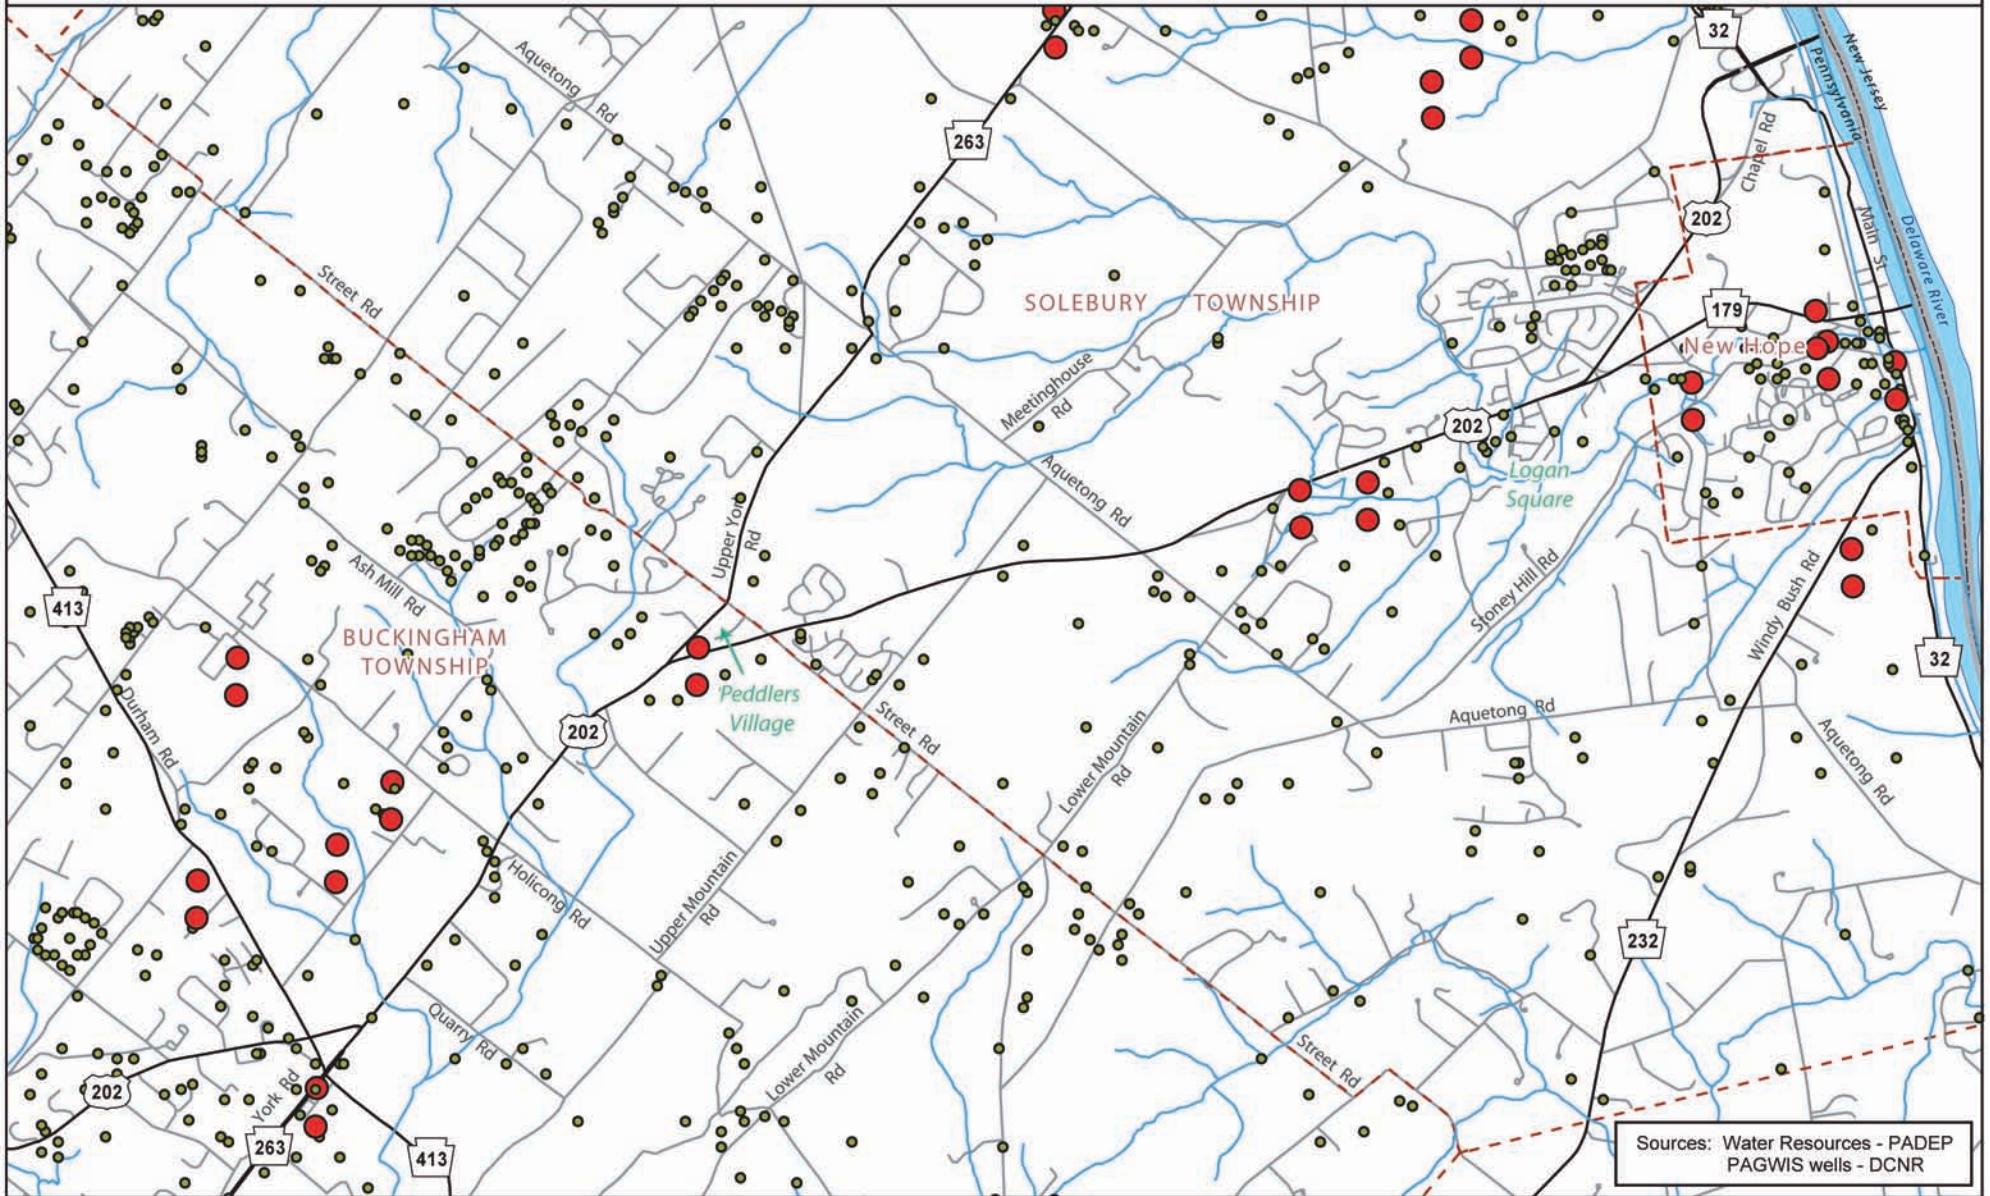 32
New Jersey
Pennsylvania
Aquetong Rd
263
Chapel Rd
202
Main St
Delaware River
Street Rd
SOLEBURY TOWNSHIP
179
New Hope
Meetinghouse
Rd
202
Aquetong Rd
Logan
Square
Upper York
Rd
Ash Mill Rd
413
Stoney Hill Rd
Windy Bush Rd
BUCKINGHAM
TOWNSHIP
32
Peddlers
Village
Durham Rd
202
Street Rd
Aquetong Rd
Aquetong Rd
Lower Mountain
Rd
Holicong Rd
Upper Mountain
Rd
232
Quarry Rd
Lower Mountain
Rd
Street Rd
202
York Rd
263
413
Sources: Water Resources - PADEP
PAGWIS wells - DCNR